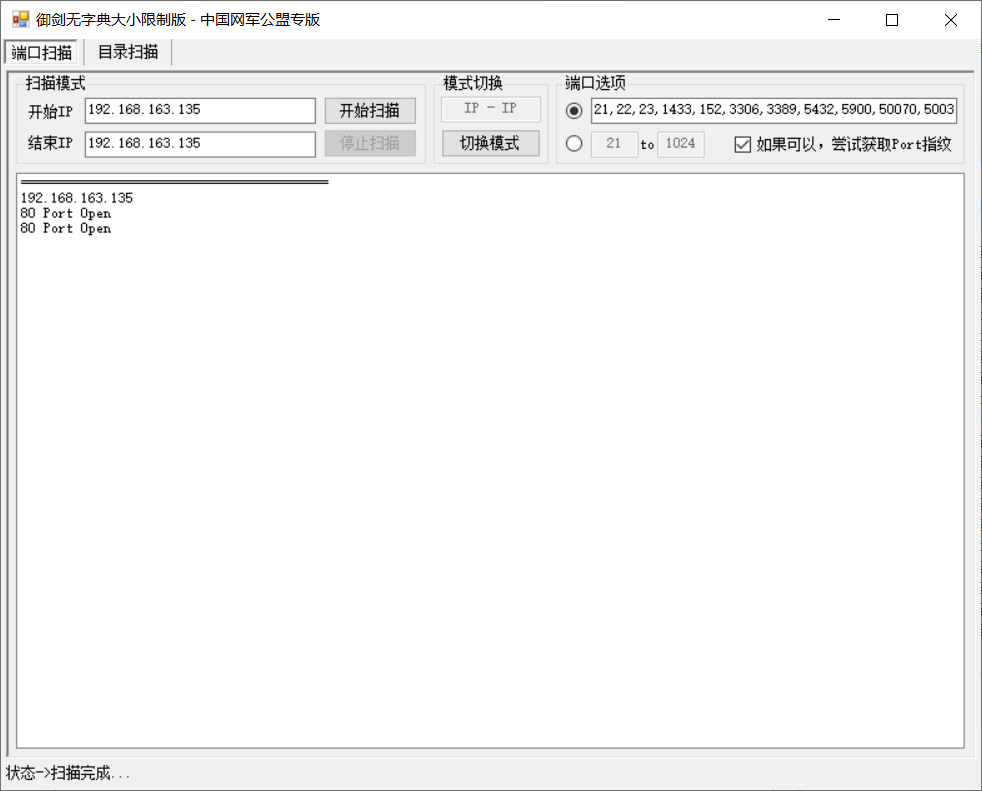 御剑无字典大小限制版 - 中国网军公盟专版
端口扫描 目录扫描
扫描模式
开始IP 192.168.163.135 开始扫描
结束IP 192.168.163.135 停止扫描
模式切换
IP - IP
切换模式
端口选项
21,22,23,1433,152,3306,3389,5432,5900,50070,5003
21 to 1024 如果可以，尝试获取Port指纹
192.168.163.135
80 Port Open
80 Port Open
状态->扫描完成...